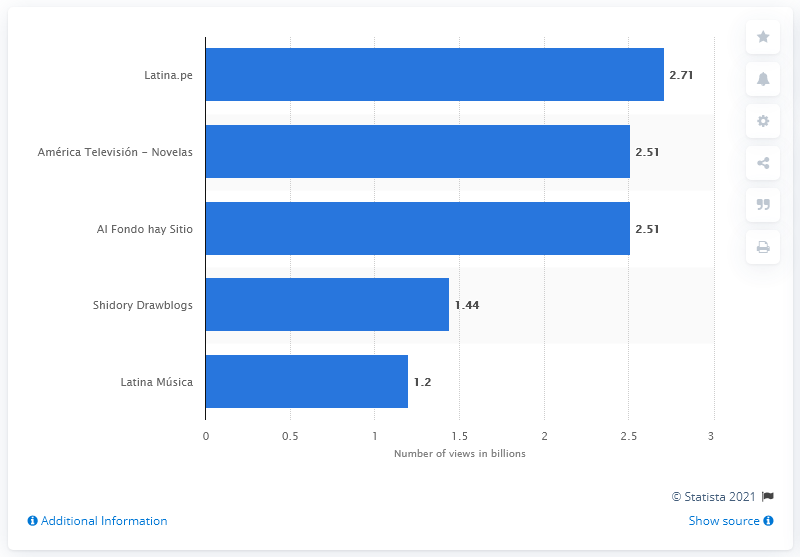 Latina.pe
2.71
América Televisión - Novelas
2.51
Al Fondo hay Sitio
2.51
Shidory Drawblogs
1.44
Latina Música
1.2
0 0.5 1 1.5 2 2.5 3
Number of views in billions
© Statista 2021
Additional Information
Show source